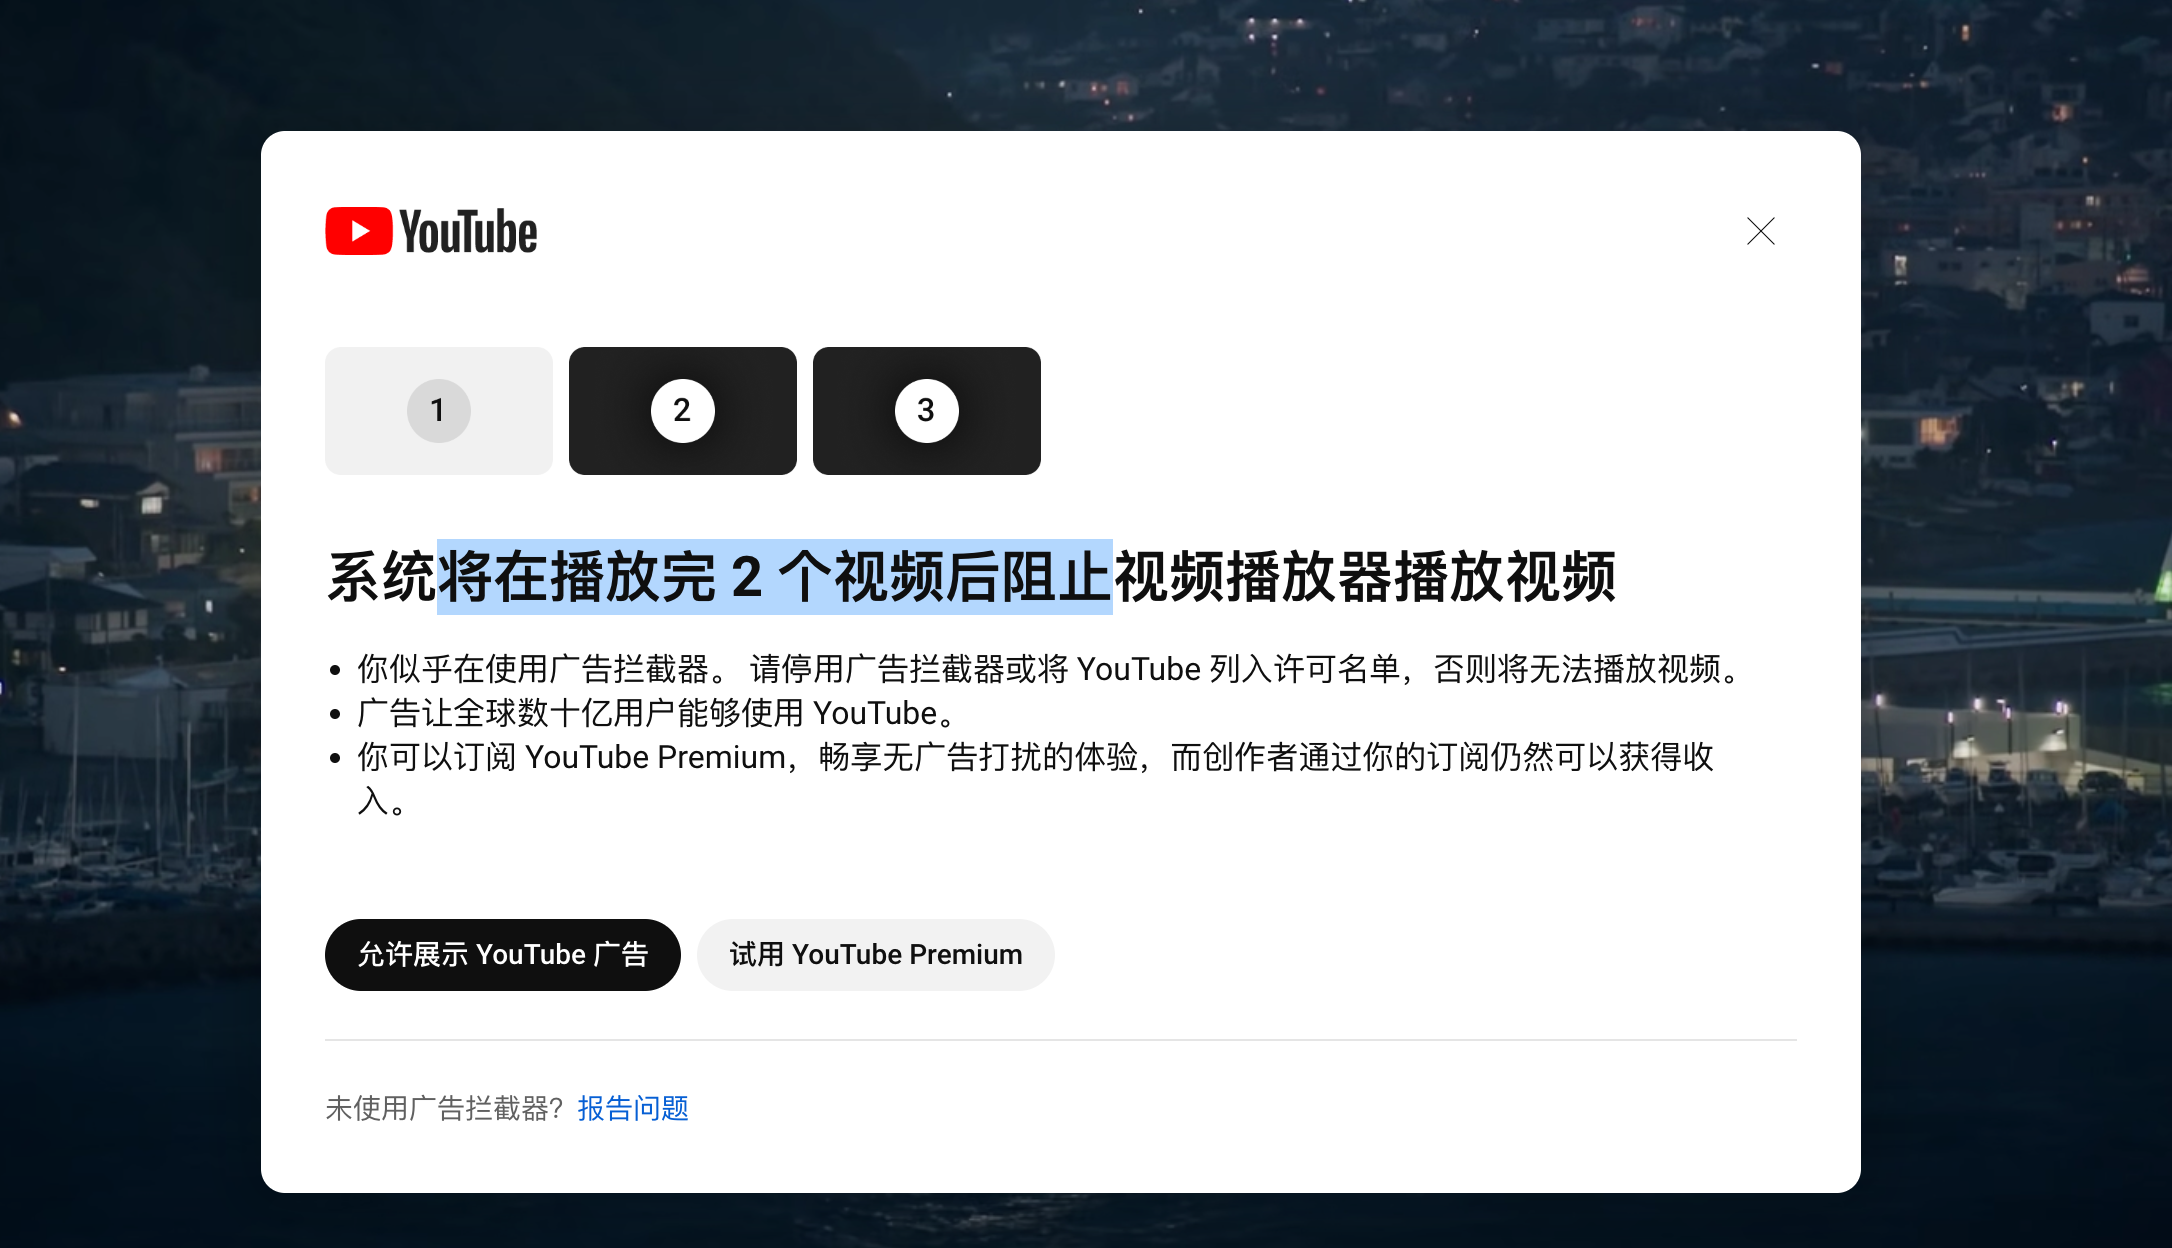 YouTube
1 2 3
系统将在播放完 2 个视频后阻止视频播放器播放视频
你似乎在使用广告拦截器。 请停用广告拦截器或将 YouTube 列入许可名单，否则将无法播放视频。
广告让全球数十亿用户能够使用 YouTube。
你可以订阅 YouTube Premium，畅享无广告打扰的体验，而创作者通过你的订阅仍然可以获得收
入。
允许展示 YouTube 广告 试用 YouTube Premium
未使用广告拦截器？ 报告问题